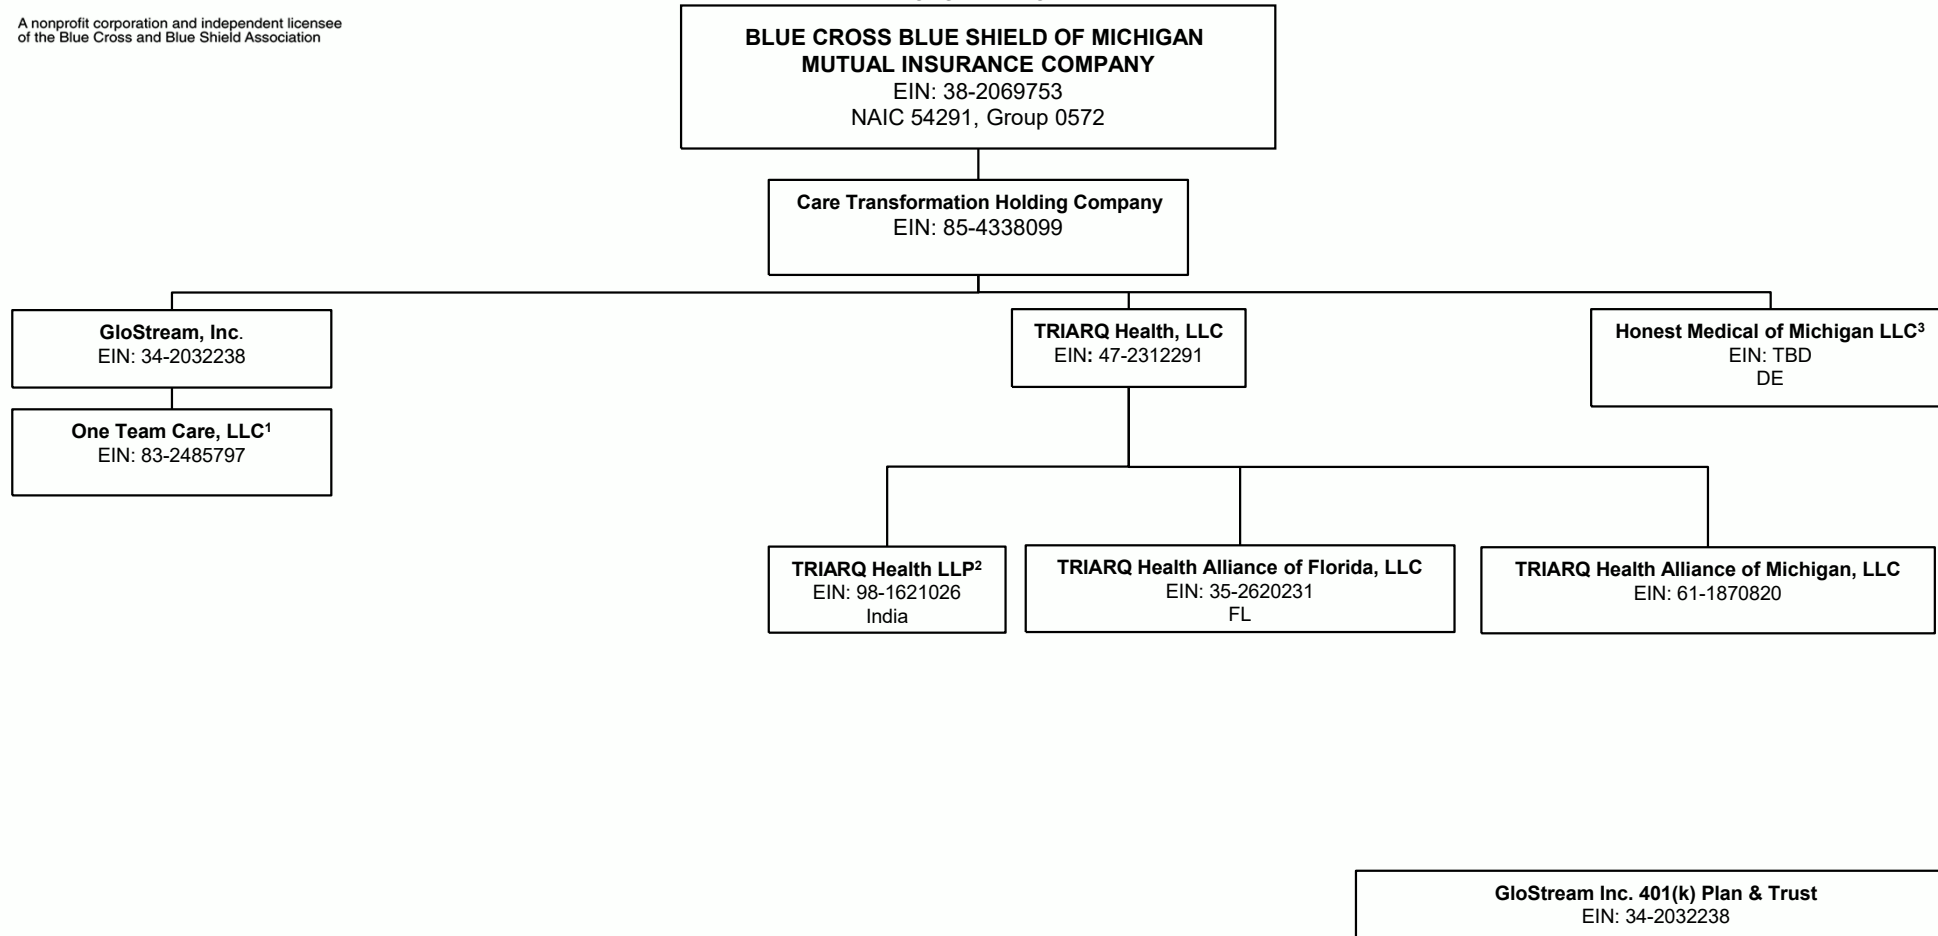 A nonprofit corporation and independent licensee
of the Blue Cross and Blue Shield Association
BLUE CROSS BLUE SHIELD OF MICHIGAN
MUTUAL INSURANCE COMPANY
EIN: 38-2069753
NAIC 54291, Group 0572
Care Transformation Holding Company
EIN: 85-4338099
GloStream, Inc.
EIN: 34-2032238
TRIARQ Health, LLC
EIN: 47-2312291
Honest Medical of Michigan LLC³
EIN: TBD
DE
One Team Care, LLC¹
EIN: 83-2485797
TRIARQ Health LLP²
EIN: 98-1621026
India
TRIARQ Health Alliance of Florida, LLC
EIN: 35-2620231
FL
TRIARQ Health Alliance of Michigan, LLC
EIN: 61-1870820
GloStream Inc. 401(k) Plan & Trust
EIN: 34-2032238